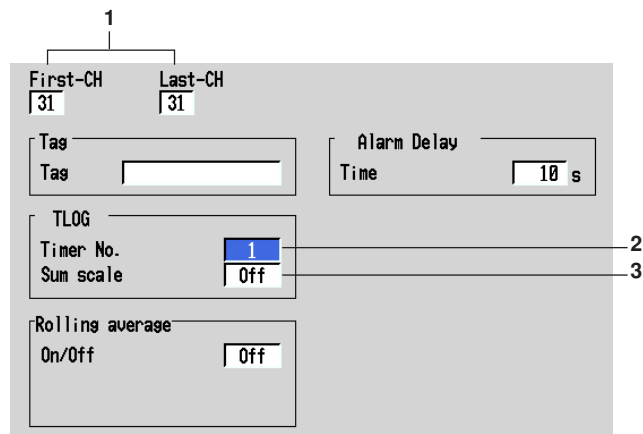 1
First-CH Last-CH
31 31
Tag
Tag
Alarm Delay
Time 10 s
TLOG
Timer No. 1 2
Sum scale Off 3
Rolling average
On/Off Off